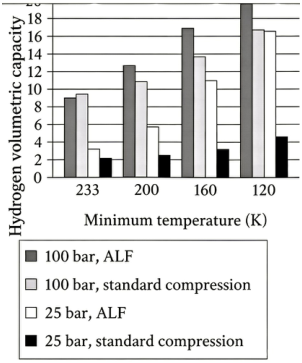 Hydrogen volumetric capacity
20
18
16
14
12
10
8
6
4
2
0
233 200 160 120
Minimum temperature (K)
100 bar, ALF
100 bar, standard compression
25 bar, ALF
25 bar, standard compression